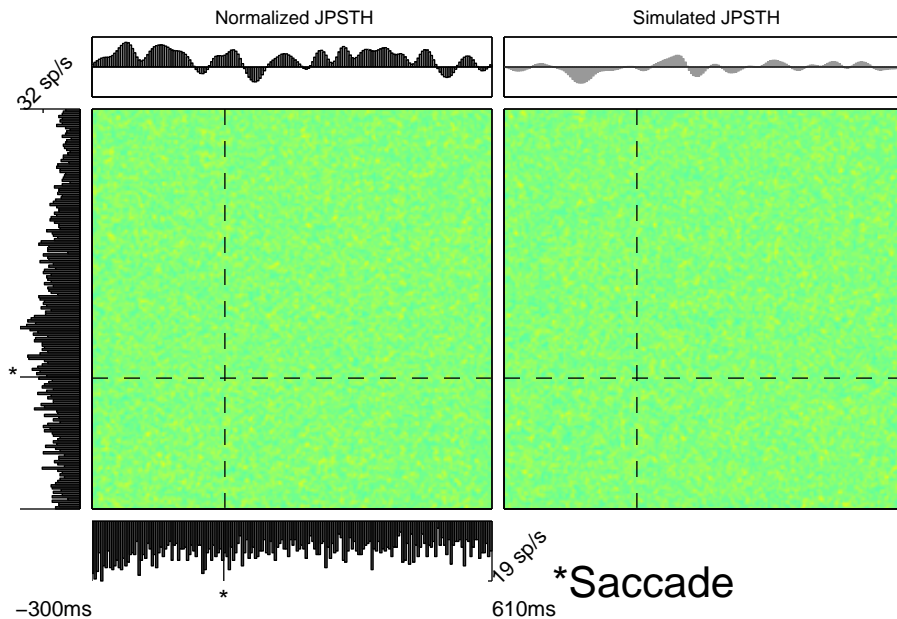 Normalized JPSTH
Simulated JPSTH
32 sp/s
*
19 sp/s
*Saccade
*
−300ms
610ms